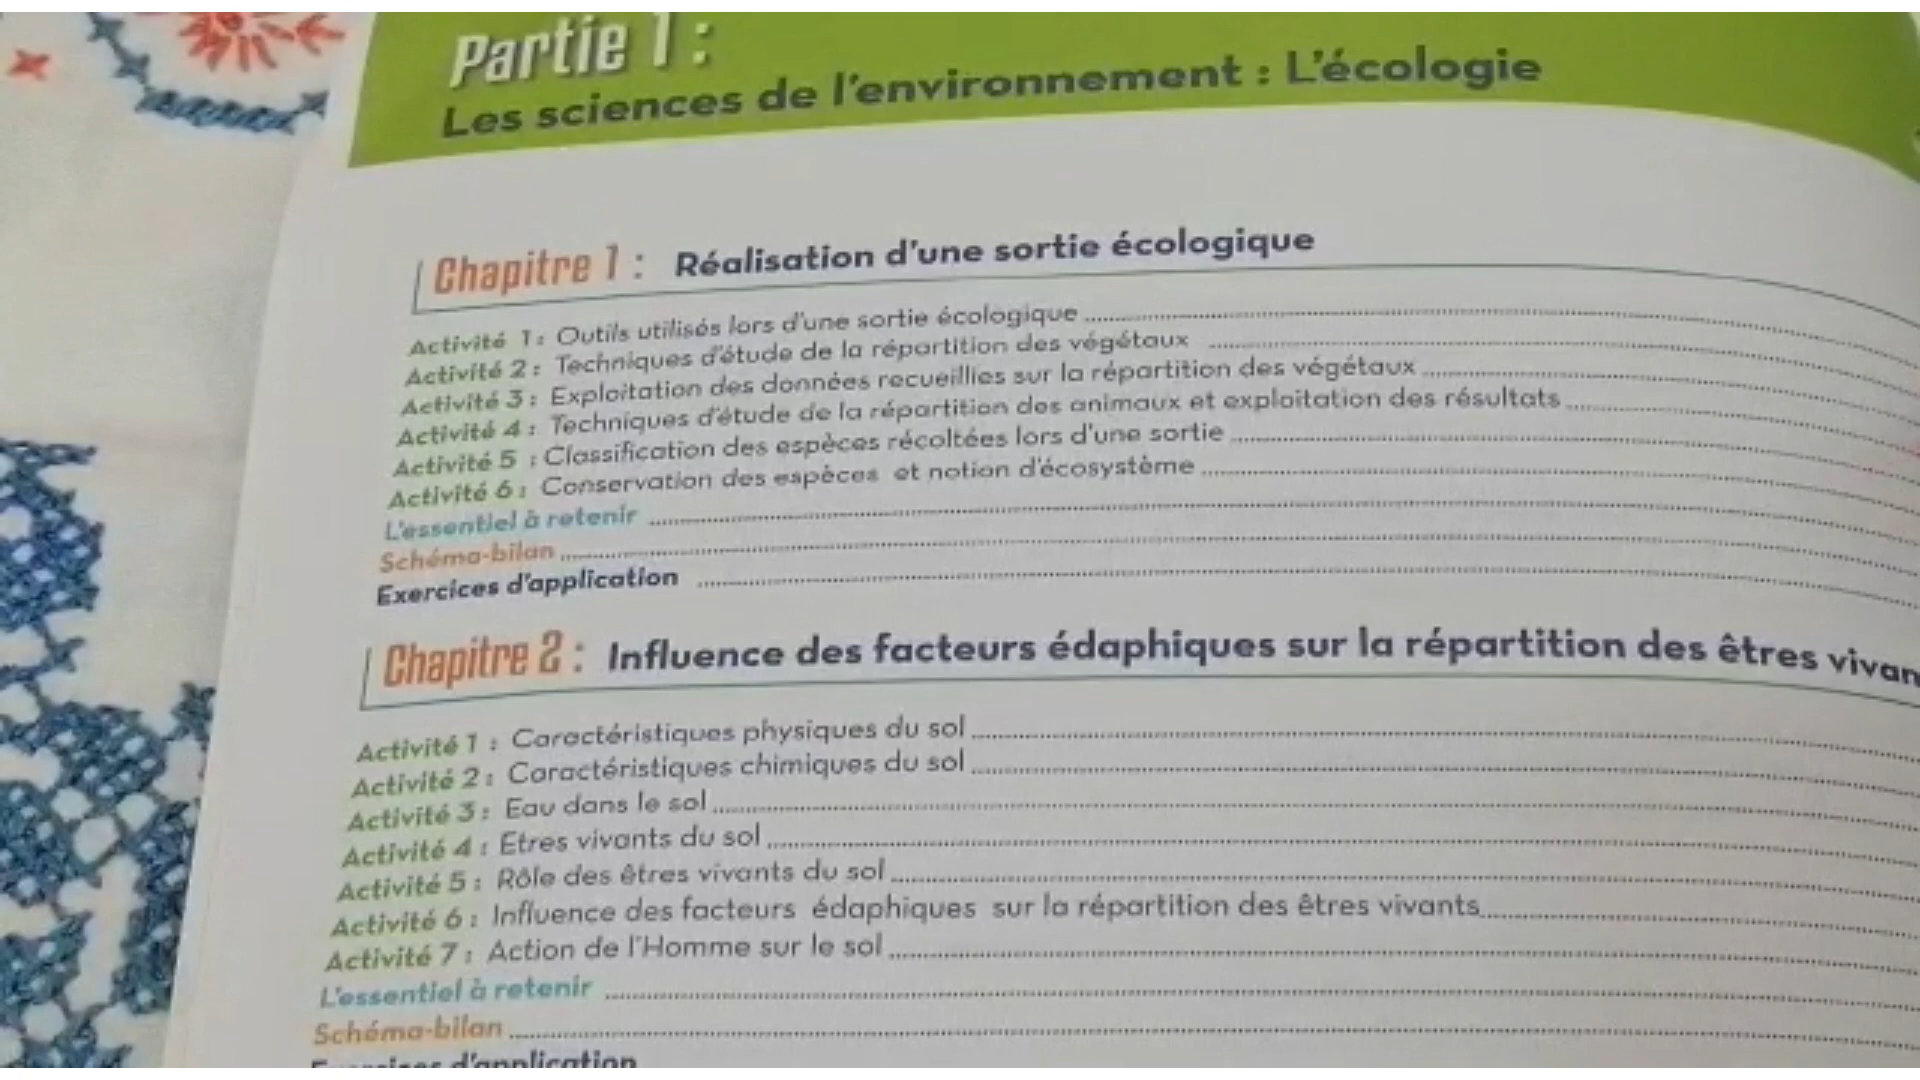 Partie 1 :
Les sciences de l'environnement : L'écologie
Chapitre 1 : Réalisation d'une sortie écologique
Activité 1 : Outils utilisés lors d'une sortie écologique
Activité 2 : Techniques d'étude de la répartition des végétaux
Activité 3 : Exploitation des données recueillies sur la répartition des végétaux
Activité 4 : Techniques d'étude de la répartition des animaux et exploitation des résultats
Activité 5 : Classification des espèces récoltées lors d'une sortie
Activité 6 : Conservation des espèces et notion d'écosystème
L'essentiel à retenir
Schéma-bilan
Exercices d'application
Chapitre 2 : Influence des facteurs édaphiques sur la répartition des êtres vivan
Activité 1 : Caractéristiques physiques du sol
Activité 2 : Caractéristiques chimiques du sol
Activité 3 : Eau dans le sol
Activité 4 : Etres vivants du sol
Activité 5 : Rôle des êtres vivants du sol
Activité 6 : Influence des facteurs édaphiques sur la répartition des êtres vivants
Activité 7 : Action de l'Homme sur le sol
L'essentiel à retenir
Schéma-bilan
Exercices d'application